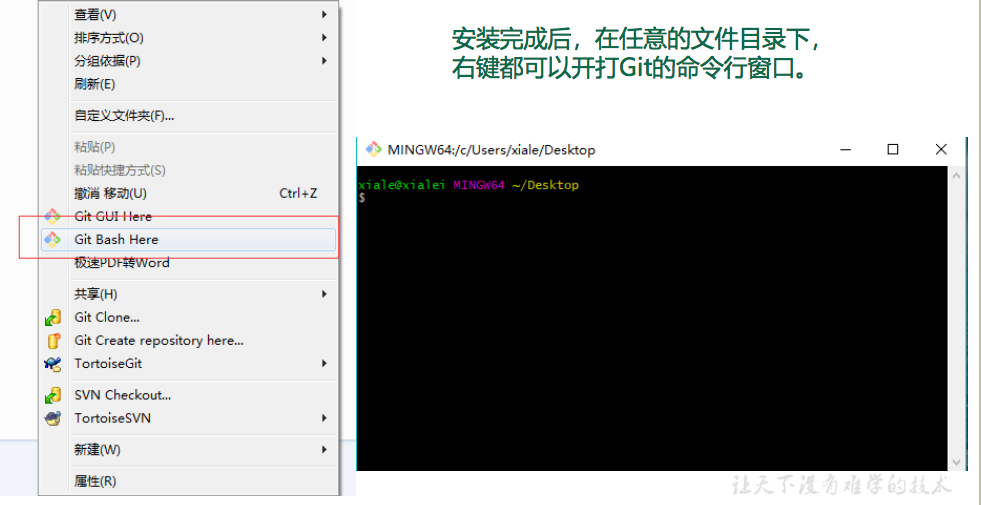 查看(V)
排序方式(O)
分组依据(P)
刷新(E)
自定义文件夹(F)...
粘贴(P)
粘贴快捷方式(S)
撤消 移动(U) Ctrl+Z
Git GUI Here
Git Bash Here
极速PDF转Word
共享(H)
Git Clone...
Git Create repository here...
TortoiseGit
SVN Checkout...
TortoiseSVN
新建(W)
属性(R)
安装完成后，在任意的文件目录下，
右键都可以开打Git的命令行窗口。
MINGW64:/c/Users/xiale/Desktop
xiale@xialei MINGW64 ~/Desktop
$
让天下没有难学的技术